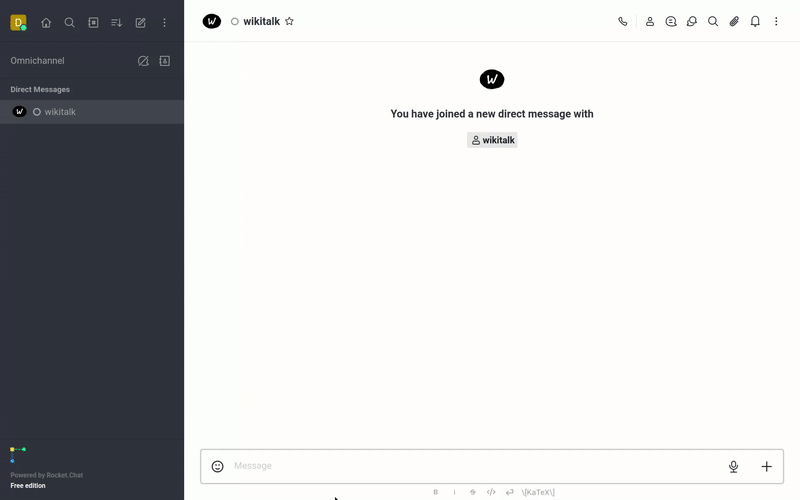 D
W wikitalk
Omnichannel
Direct Messages
W wikitalk
W
You have joined a new direct message with
wikitalk
Message
B i S </> \[KaTeX\]
Powered by Rocket.Chat
Free edition